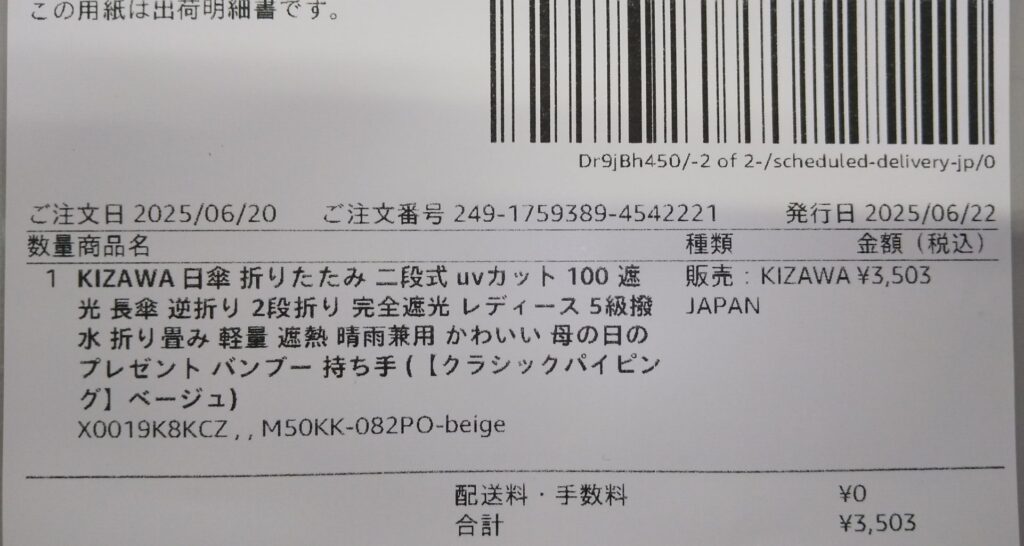 この用紙は出荷明細書です。
Dr9jBh450/-2 of 2-/scheduled-delivery-jp/0
ご注文日 2025/06/20 ご注文番号 249-1759389-4542221 発行日 2025/06/22
数量商品名 種類 金額（税込）
1 KIZAWA 日傘 折りたたみ 二段式 uvカット 100 遮 販売：KIZAWA ¥3,503
光 長傘 逆折り 2段折り 完全遮光 レディース 5級撥 JAPAN
水 折り畳み 軽量 遮熱 晴雨兼用 かわいい 母の日の
プレゼント バンブー 持ち手 (【クラシックパイピン
グ】ベージュ)
X0019K8KCZ , , M50KK-082PO-beige
配送料・手数料 ¥0
合計 ¥3,503